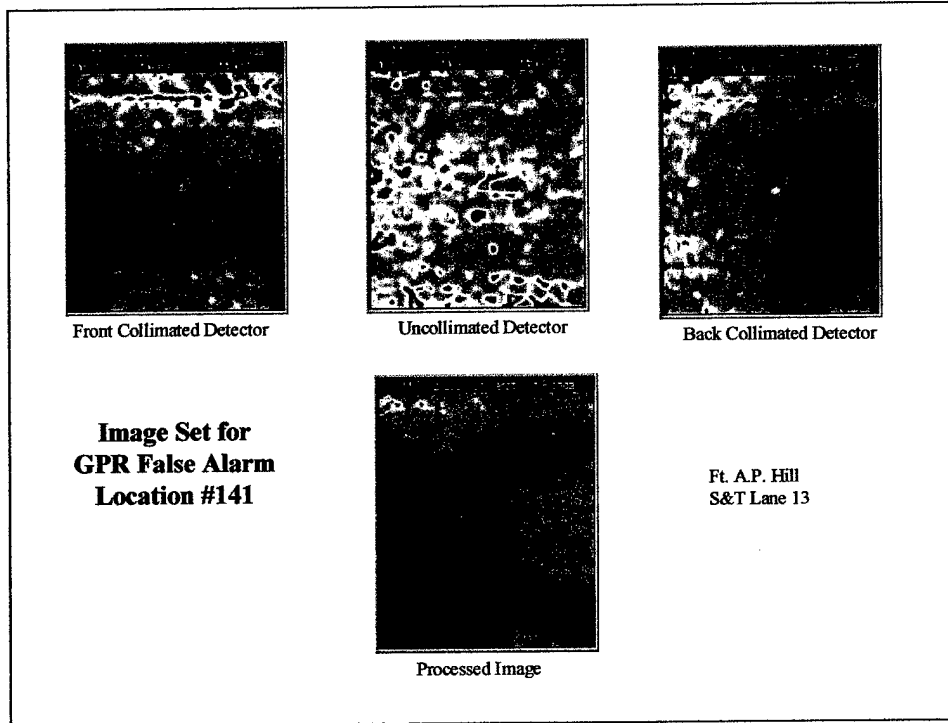 Front Collimated Detector
Uncollimated Detector
Back Collimated Detector
Image Set for
GPR False Alarm
Location #141
Ft. A.P. Hill
S&T Lane 13
Processed Image